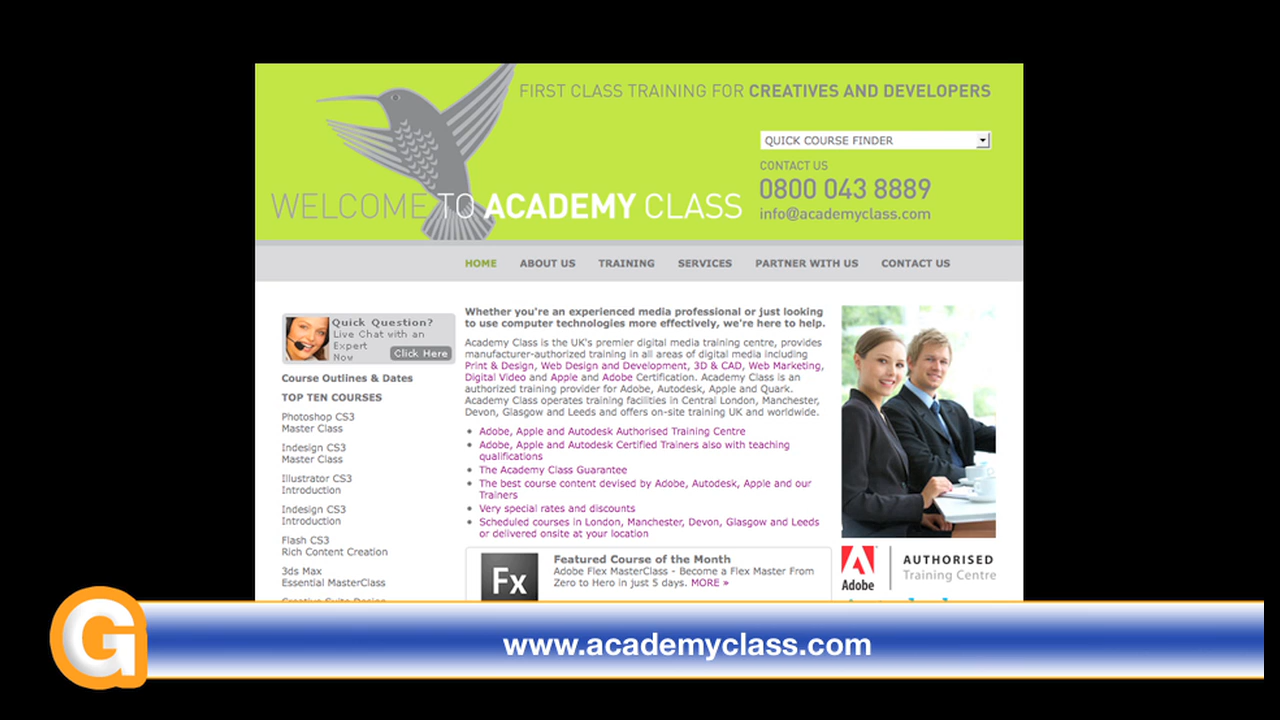 FIRST CLASS TRAINING FOR CREATIVES AND DEVELOPERS
QUICK COURSE FINDER
CONTACT US
0800 043 8889
info@academyclass.com
WELCOME TO ACADEMY CLASS
HOME ABOUT US TRAINING SERVICES PARTNER WITH US CONTACT US
Quick Question?
Live Chat with an
Expert
Now
Click Here
Course Outlines & Dates
TOP TEN COURSES
Photoshop CS3
Master Class
Indesign CS3
Master Class
Illustrator CS3
Introduction
Indesign CS3
Introduction
Flash CS3
Rich Content Creation
3ds Max
Essential MasterClass
Creative Suite Design
Whether you're an experienced media professional or just looking
to use computer technologies more effectively, we're here to help.
Academy Class is the UK's premier digital media training centre, provides
manufacturer-authorized training in all areas of digital media including
Print & Design, Web Design and Development, 3D & CAD, Web Marketing,
Digital Video and Apple and Adobe Certification. Academy Class is an
authorized training provider for Adobe, Autodesk, Apple and Quark.
Academy Class operates training facilities in Central London, Manchester,
Devon, Glasgow and Leeds and offers on-site training UK and worldwide.
• Adobe, Apple and Autodesk Authorised Training Centre
• Adobe, Apple and Autodesk Certified Trainers also with teaching
qualifications
• The Academy Class Guarantee
• The best course content devised by Adobe, Autodesk, Apple and our
Trainers
• Very special rates and discounts
• Scheduled courses in London, Manchester, Devon, Glasgow and Leeds
or delivered onsite at your location
Fx
Featured Course of the Month
Adobe Flex MasterClass - Become a Flex Master From
Zero to Hero in just 5 days. MORE »
Adobe
AUTHORISED
Training Centre
G
www.academyclass.com